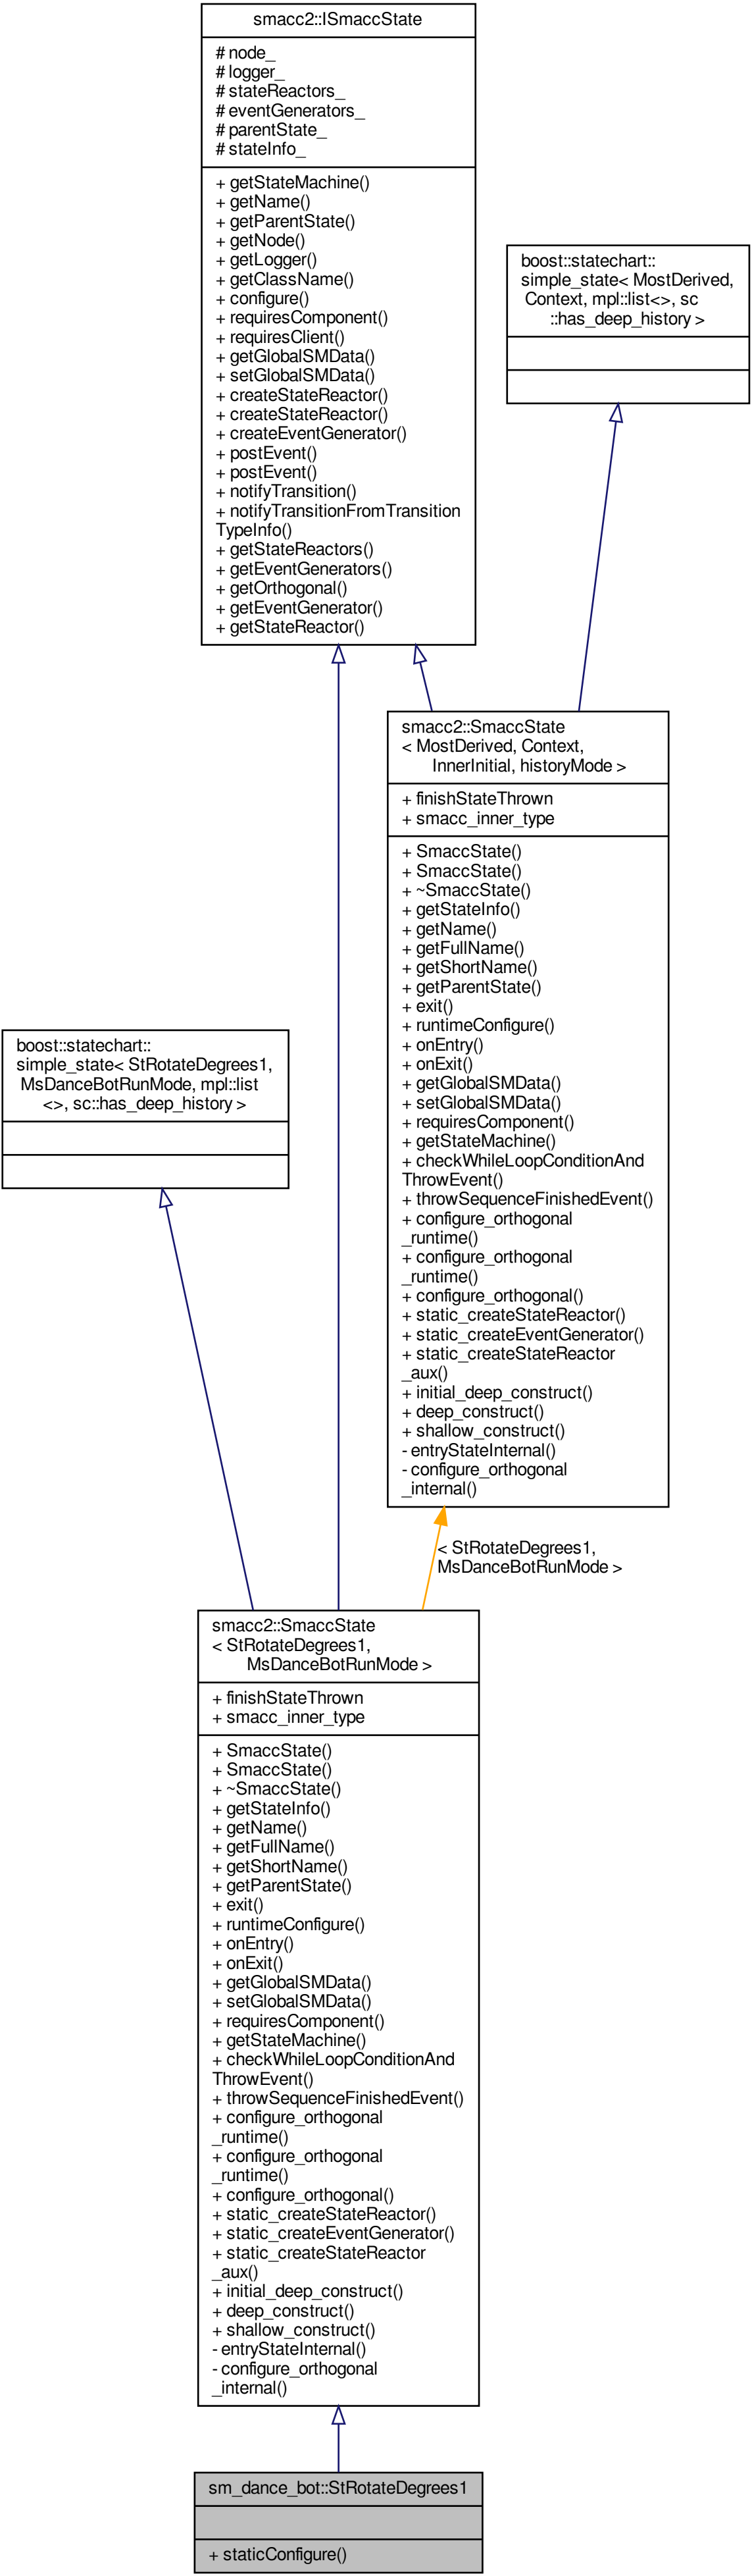 smacc2::ISmaccState
# node_
# logger_
# stateReactors_
# eventGenerators_
# parentState_
# stateInfo_
+ getStateMachine()
+ getName()
+ getParentState()
+ getNode()
+ getLogger()
+ getClassName()
+ configure()
+ requiresComponent()
+ requiresClient()
+ getGlobalSMData()
+ setGlobalSMData()
+ createStateReactor()
+ createStateReactor()
+ createEventGenerator()
+ postEvent()
+ postEvent()
+ notifyTransition()
+ notifyTransitionFromTransition
TypeInfo()
+ getStateReactors()
+ getEventGenerators()
+ getOrthogonal()
+ getEventGenerator()
+ getStateReactor()
boost::statechart::
simple_state< MostDerived,
Context, mpl::list<>, sc
::has_deep_history >
smacc2::SmaccState
< MostDerived, Context,
InnerInitial, historyMode >
+ finishStateThrown
+ smacc_inner_type
+ SmaccState()
+ SmaccState()
+ ~SmaccState()
+ getStateInfo()
+ getName()
+ getFullName()
+ getShortName()
+ getParentState()
+ exit()
+ runtimeConfigure()
+ onEntry()
+ onExit()
+ getGlobalSMData()
+ setGlobalSMData()
+ requiresComponent()
+ getStateMachine()
+ checkWhileLoopConditionAnd
ThrowEvent()
+ throwSequenceFinishedEvent()
+ configure_orthogonal
_runtime()
+ configure_orthogonal
_runtime()
+ configure_orthogonal()
+ static_createStateReactor()
+ static_createEventGenerator()
+ static_createStateReactor
_aux()
+ initial_deep_construct()
+ deep_construct()
+ shallow_construct()
- entryStateInternal()
- configure_orthogonal
_internal()
boost::statechart::
simple_state< StRotateDegrees1,
MsDanceBotRunMode, mpl::list
<>, sc::has_deep_history >
< StRotateDegrees1,
MsDanceBotRunMode >
smacc2::SmaccState
< StRotateDegrees1,
MsDanceBotRunMode >
+ finishStateThrown
+ smacc_inner_type
+ SmaccState()
+ SmaccState()
+ ~SmaccState()
+ getStateInfo()
+ getName()
+ getFullName()
+ getShortName()
+ getParentState()
+ exit()
+ runtimeConfigure()
+ onEntry()
+ onExit()
+ getGlobalSMData()
+ setGlobalSMData()
+ requiresComponent()
+ getStateMachine()
+ checkWhileLoopConditionAnd
ThrowEvent()
+ throwSequenceFinishedEvent()
+ configure_orthogonal
_runtime()
+ configure_orthogonal
_runtime()
+ configure_orthogonal()
+ static_createStateReactor()
+ static_createEventGenerator()
+ static_createStateReactor
_aux()
+ initial_deep_construct()
+ deep_construct()
+ shallow_construct()
- entryStateInternal()
- configure_orthogonal
_internal()
sm_dance_bot::StRotateDegrees1
+ staticConfigure()